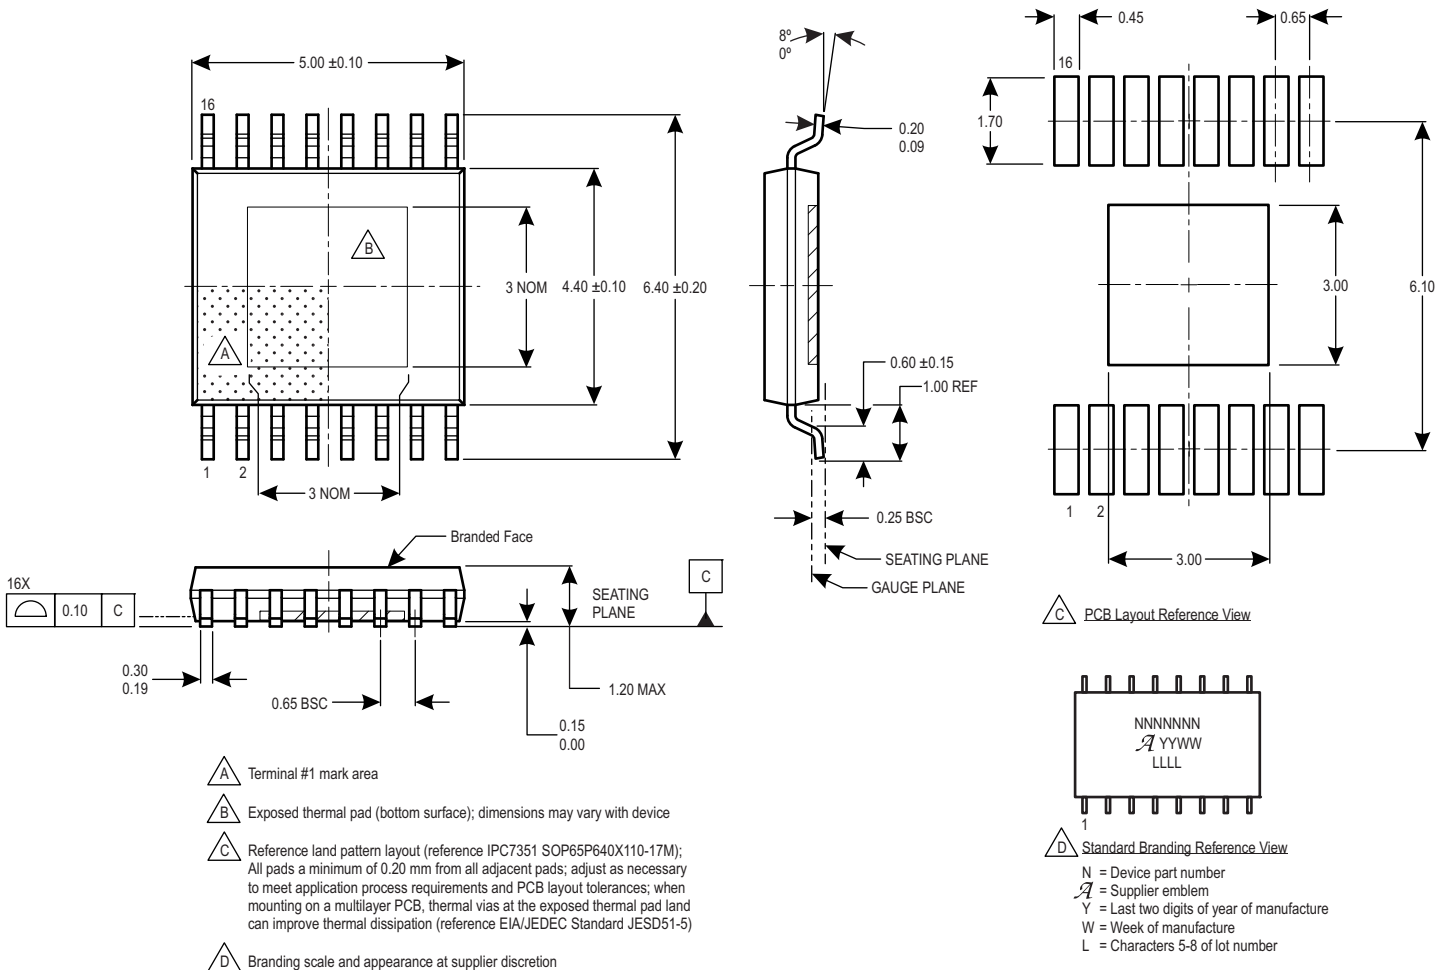 5.00 ±0.10
16
B
A
3 NOM
4.40 ±0.10
6.40 ±0.20
1
2
3 NOM
8º
0º
0.20
0.09
0.60 ±0.15
1.00 REF
0.25 BSC
SEATING PLANE
GAUGE PLANE
0.45
0.65
16
1.70
3.00
6.10
1
2
3.00
C PCB Layout Reference View
Branded Face
16X
0.10 C
SEATING
PLANE
C
0.30
0.19
0.65 BSC
1.20 MAX
0.15
0.00
A Terminal #1 mark area
B Exposed thermal pad (bottom surface); dimensions may vary with device
C Reference land pattern layout (reference IPC7351 SOP65P640X110-17M);
All pads a minimum of 0.20 mm from all adjacent pads; adjust as necessary
to meet application process requirements and PCB layout tolerances; when
mounting on a multilayer PCB, thermal vias at the exposed thermal pad land
can improve thermal dissipation (reference EIA/JEDEC Standard JESD51-5)
D Branding scale and appearance at supplier discretion
NNNNNNN
A YYWW
LLLL
1
D Standard Branding Reference View
N = Device part number
A = Supplier emblem
Y = Last two digits of year of manufacture
W = Week of manufacture
L = Characters 5-8 of lot number